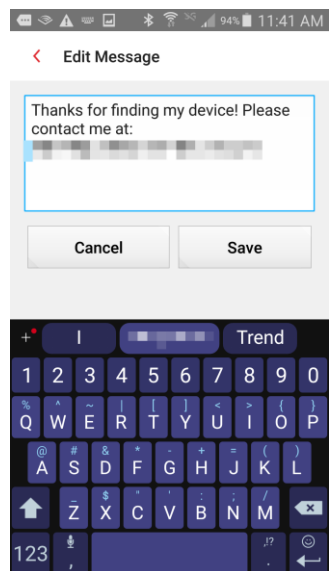 94% 11:41 AM
Edit Message
Thanks for finding my device! Please
contact me at:
Cancel Save
+ I Trend
1 2 3 4 5 6 7 8 9 0
% ^ ~ | [ ] < > { }
Q W E R T Y U I O P
@ # & * - + = ( )
A S D F G H J K L
_ $ " ' : ; /
Z X C V B N M
123 , . ,!?